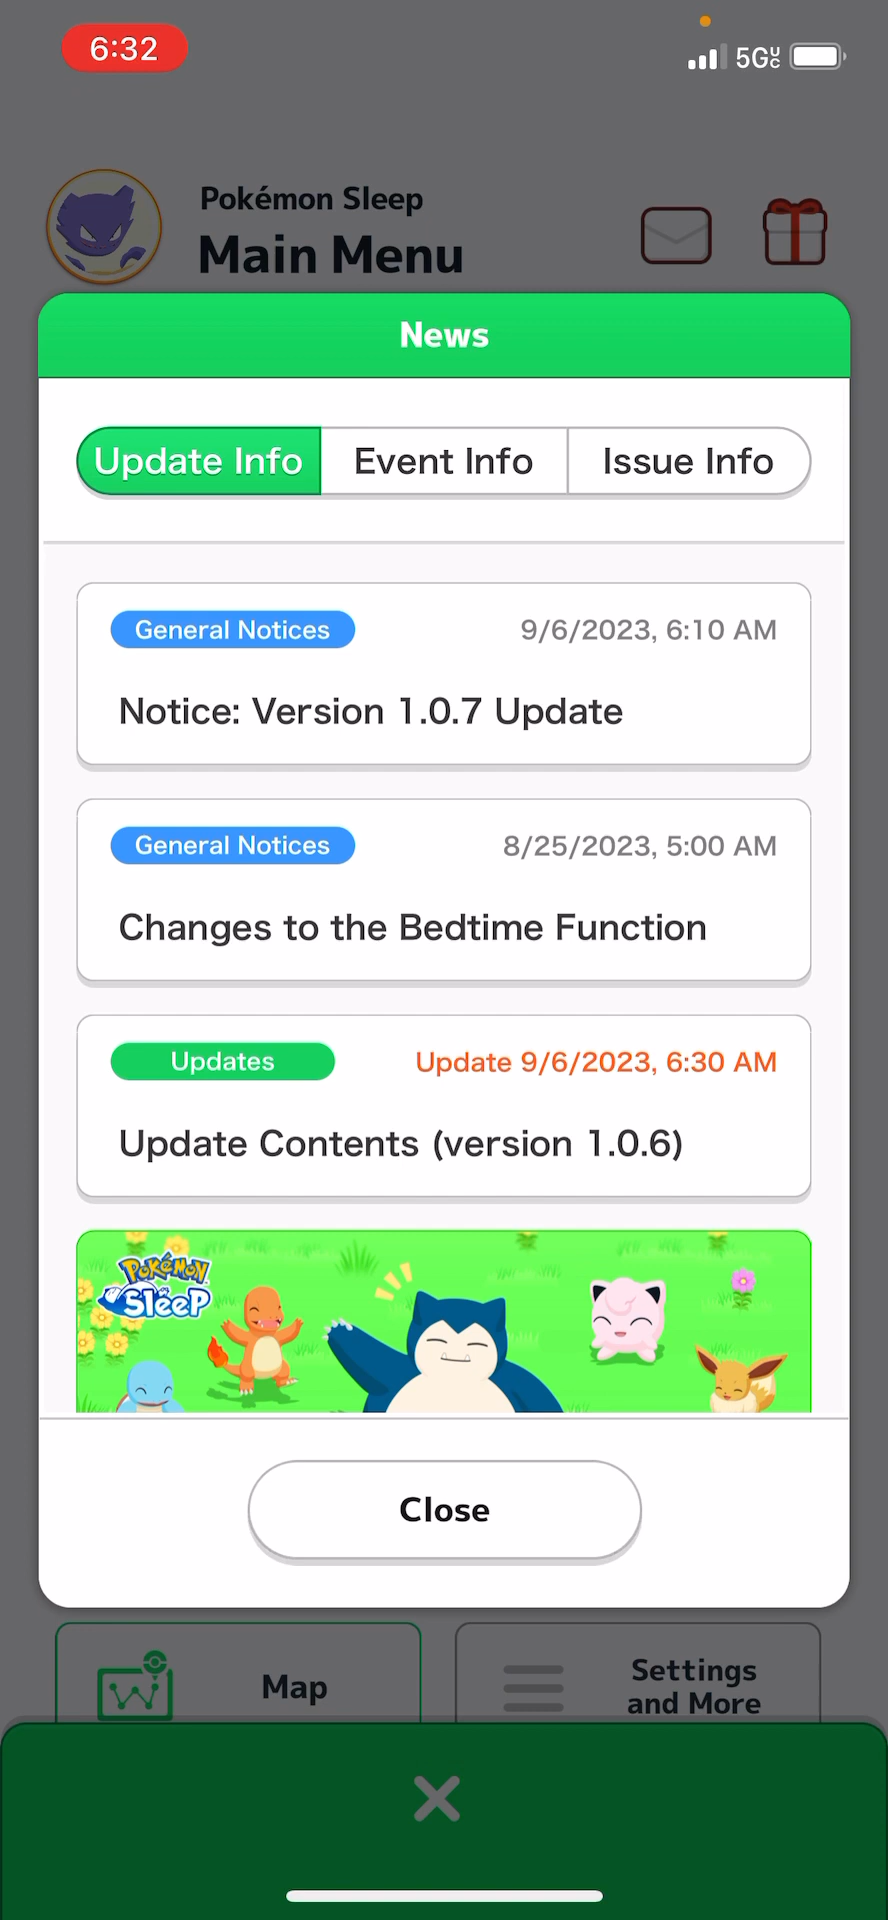 6:32
5GUC
Pokémon Sleep
Main Menu
News
Update Info
Event Info
Issue Info
General Notices
9/6/2023, 6:10 AM
Notice: Version 1.0.7 Update
General Notices
8/25/2023, 5:00 AM
Changes to the Bedtime Function
Updates
Update 9/6/2023, 6:30 AM
Update Contents (version 1.0.6)
POKéMON
SLEEP
Close
Map
Settings
and More